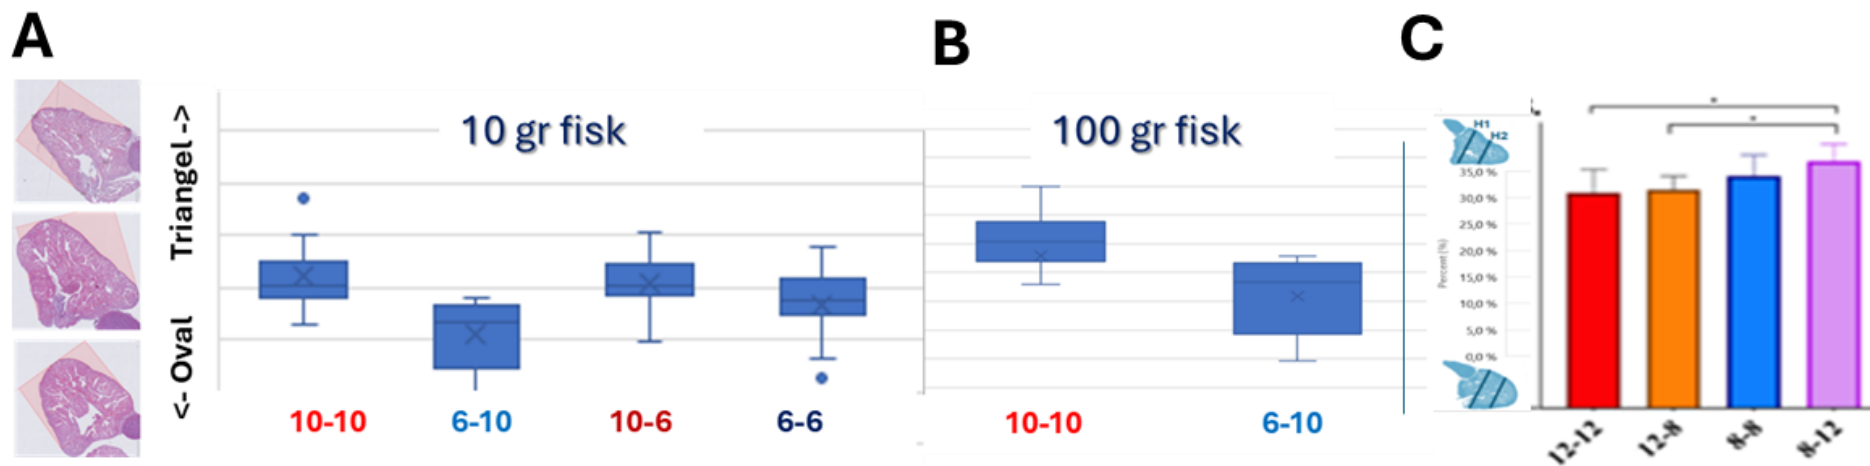 A
B
C
Triangel ->
<- Oval
10 gr fisk
10-10
6-10
10-6
6-6
100 gr fisk
10-10
6-10
H1
H2
Percent (%)
35,0 %
30,0 %
25,0 %
20,0 %
15,0 %
10,0 %
5,0 %
0,0 %
12-12
12-8
8-8
8-12